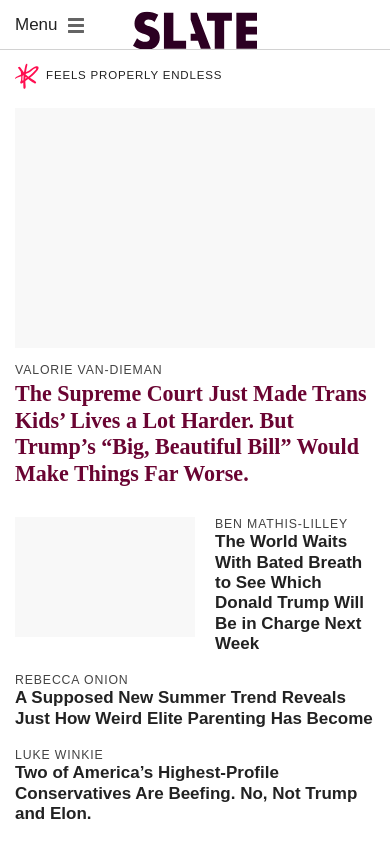 Menu
SLATE
FEELS PROPERLY ENDLESS
VALORIE VAN-DIEMAN
The Supreme Court Just Made Trans
Kids’ Lives a Lot Harder. But
Trump’s “Big, Beautiful Bill” Would
Make Things Far Worse.
BEN MATHIS-LILLEY
The World Waits
With Bated Breath
to See Which
Donald Trump Will
Be in Charge Next
Week
REBECCA ONION
A Supposed New Summer Trend Reveals
Just How Weird Elite Parenting Has Become
LUKE WINKIE
Two of America’s Highest-Profile
Conservatives Are Beefing. No, Not Trump
and Elon.